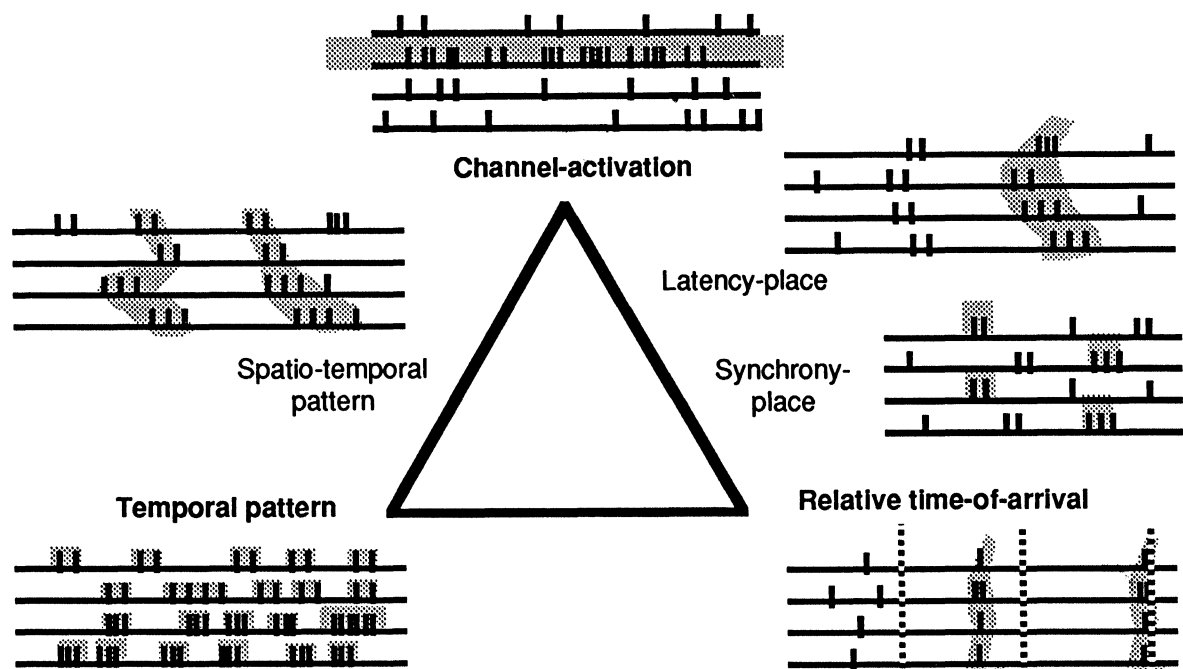 Channel-activation
Latency-place
Spatio-temporal
pattern
Synchrony-
place
Temporal pattern
Relative time-of-arrival